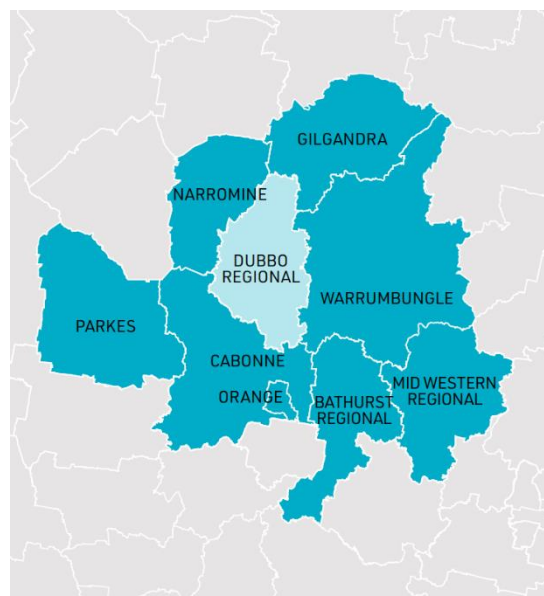 GILGANDRA
NARROMINE
DUBBO
REGIONAL
WARRUMBUNGLE
PARKES
CABONNE
ORANGE
BATHURST
REGIONAL
MID WESTERN
REGIONAL